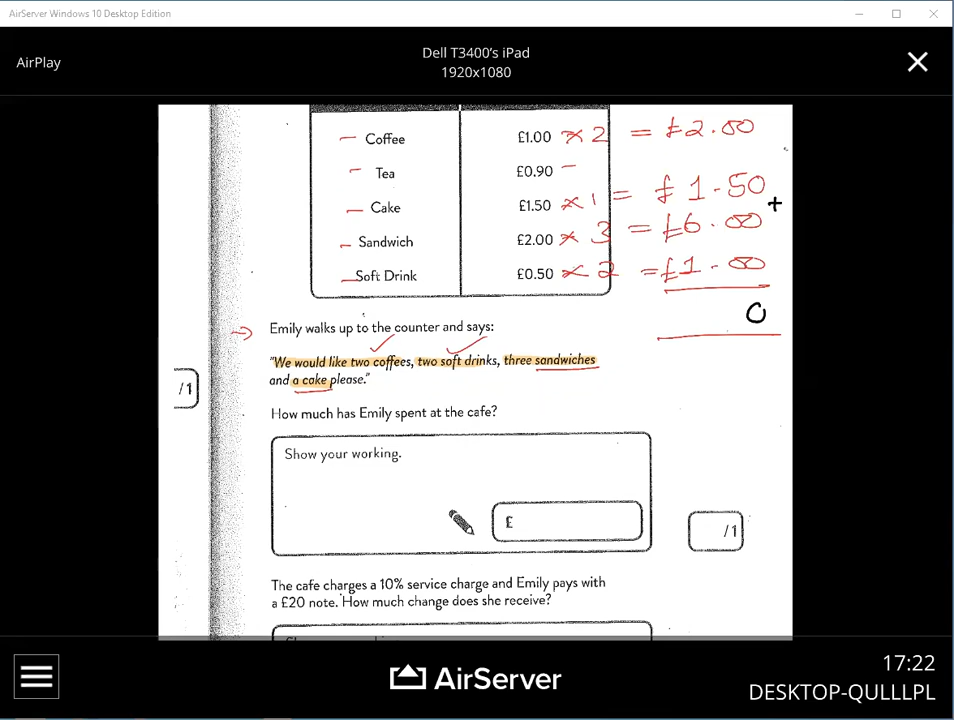 AirServer Windows 10 Desktop Edition
AirPlay
Dell T3400's iPad
1920x1080
Coffee £1.00 × 2 = £2.00
Tea £0.90 –
Cake £1.50 × 1 = £1.50
+
Sandwich £2.00 × 3 = £6.00
Soft Drink £0.50 × 2 = £1.00
0
Emily walks up to the counter and says:
"We would like two coffees, two soft drinks, three sandwiches
and a cake please."
/1
How much has Emily spent at the cafe?
Show your working.
£
/1
The cafe charges a 10% service charge and Emily pays with
a £20 note. How much change does she receive?
AirServer
17:22
DESKTOP-QULLLPL